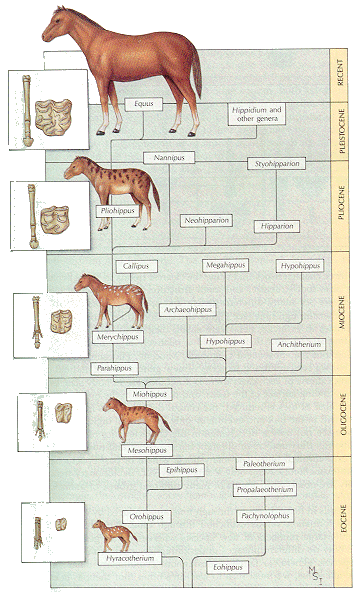 RECENT
Equus
Hippidium and
other genera
PLEISTOCENE
Nannipus
Styohipparion
Pliohippus
Neohipparion
Hipparion
PLIOCENE
Callipus
Megahippus
Hypohippus
Archaeohippus
Merychippus
Hypohippus
Anchitherium
Parahippus
MIOCENE
Miohippus
Mesohippus
OLIGOCENE
Epihippus
Paleotherium
Propalaeotherium
Orohippus
Pachynolophus
Hyracotherium
Eohippus
EOCENE
MSI